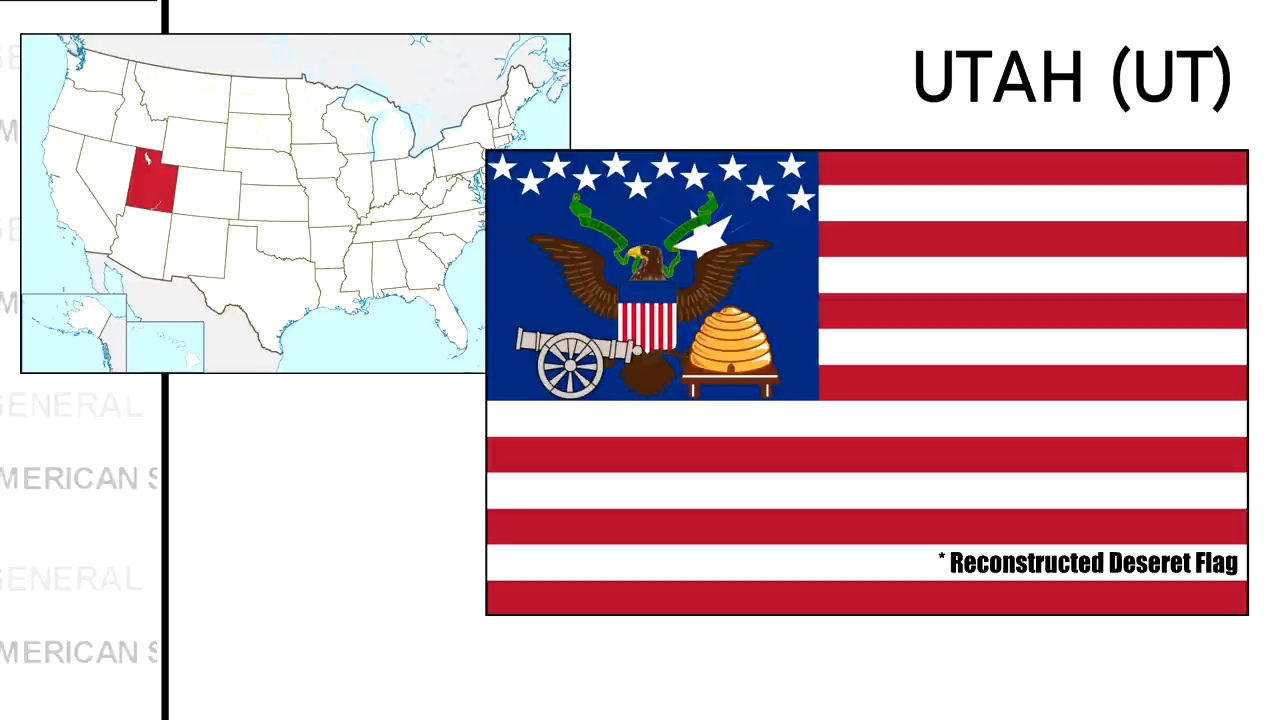 UTAH (UT)
* Reconstructed Deseret Flag
GENERAL
MERICAN S
GENERAL
MERICAN S